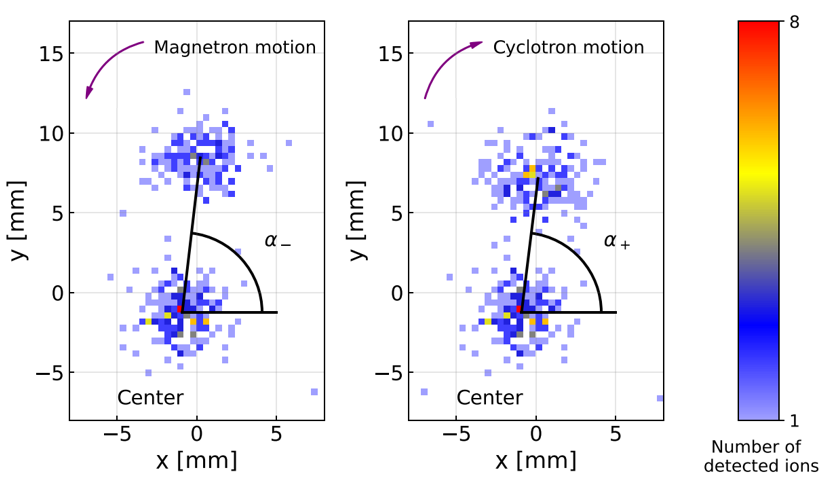 Magnetron motion
15
10
5
0
−5
y [mm]
α−
Center
−5
0
5
x [mm]
Cyclotron motion
15
10
5
0
−5
y [mm]
α+
Center
−5
0
5
x [mm]
8
1
Number of
detected ions